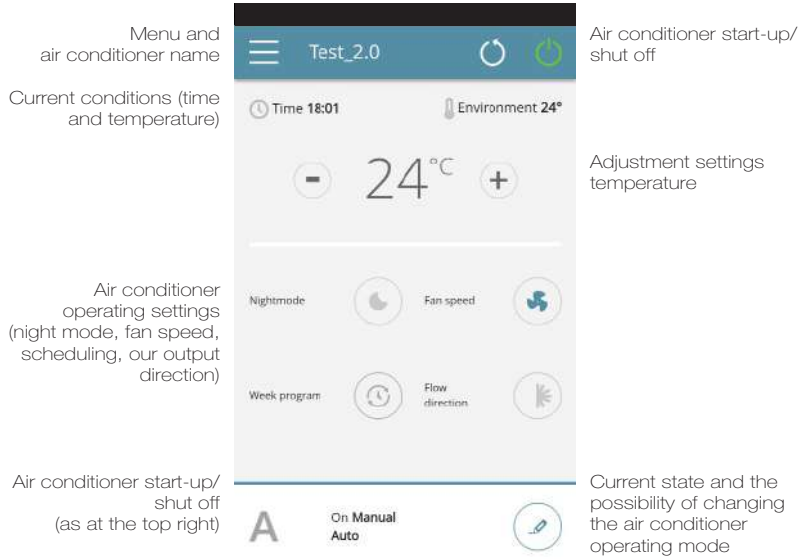 Menu and
air conditioner name
Current conditions (time
and temperature)
Air conditioner
operating settings
(night mode, fan speed,
scheduling, our output
direction)
Air conditioner start-up/
shut off
(as at the top right)
Test_2.0
Time 18:01
Environment 24°
- 24°C +
Nightmode
Fan speed
Week program
Flow
direction
A
On Manual
Auto
Air conditioner start-up/
shut off
Adjustment settings
temperature
Current state and the
possibility of changing
the air conditioner
operating mode